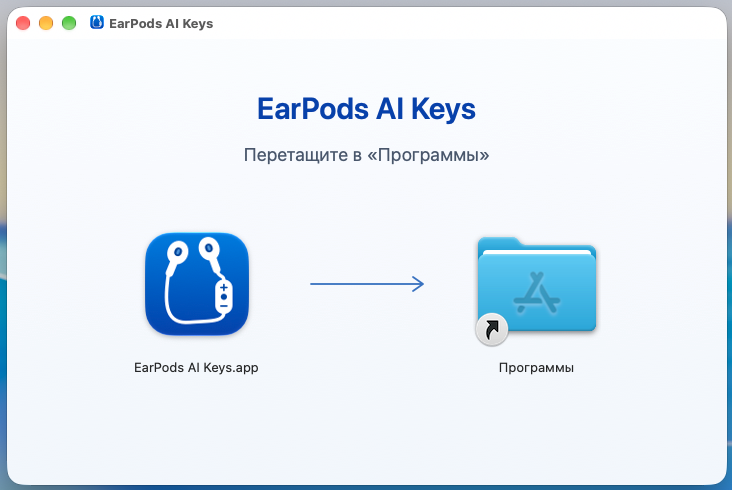 EarPods AI Keys
EarPods AI Keys
Перетащите в «Программы»
EarPods AI Keys.app
Программы